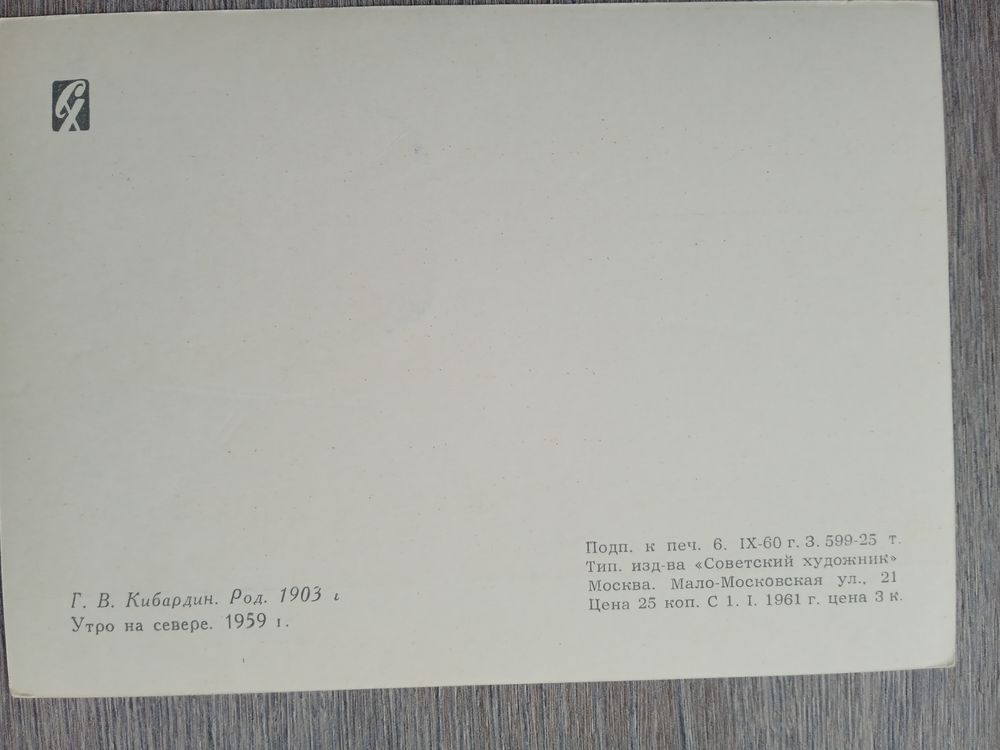 СХ
Г. В. Кибардин. Род. 1903 г
Утро на севере. 1959 г.
Подп. к печ. 6. IX-60 г. З. 599-25 т.
Тип. изд-ва «Советский художник»
Москва. Мало-Московская ул., 21
Цена 25 коп. С 1. I. 1961 г. цена 3 к.